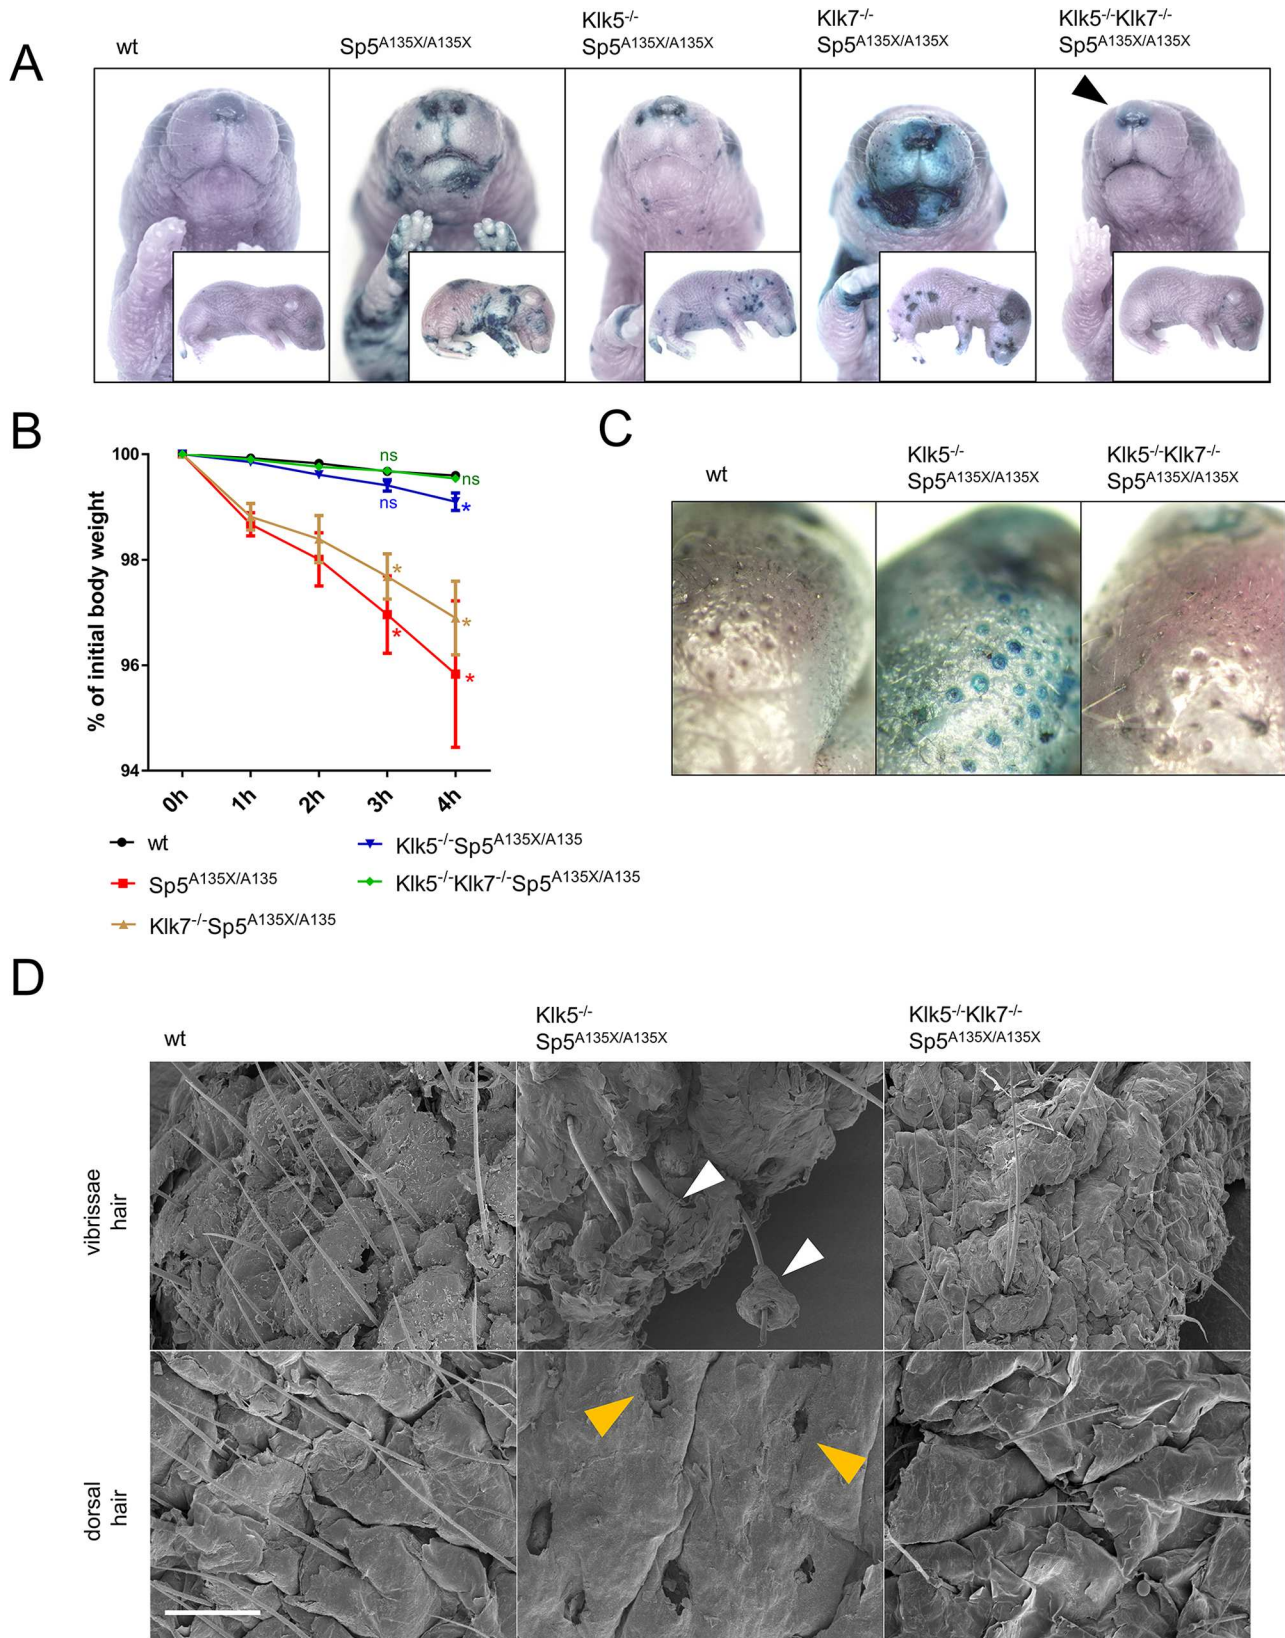 A
wt
Sp5A135X/A135X
Klk5-/-
Sp5A135X/A135X
Klk7-/-
Sp5A135X/A135X
Klk5-/-Klk7-/-
Sp5A135X/A135X
B
% of initial body weight
100
98
96
94
0h
1h
2h
3h
4h
ns
ns
ns
*
*
*
*
*
wt
Sp5A135X/A135
Klk7-/-Sp5A135X/A135
Klk5-/-Sp5A135X/A135
Klk5-/-Klk7-/-Sp5A135X/A135
C
wt
Klk5-/-
Sp5A135X/A135X
Klk5-/-Klk7-/-
Sp5A135X/A135X
D
wt
Klk5-/-
Sp5A135X/A135X
Klk5-/-Klk7-/-
Sp5A135X/A135X
vibrissae
hair
dorsal
hair